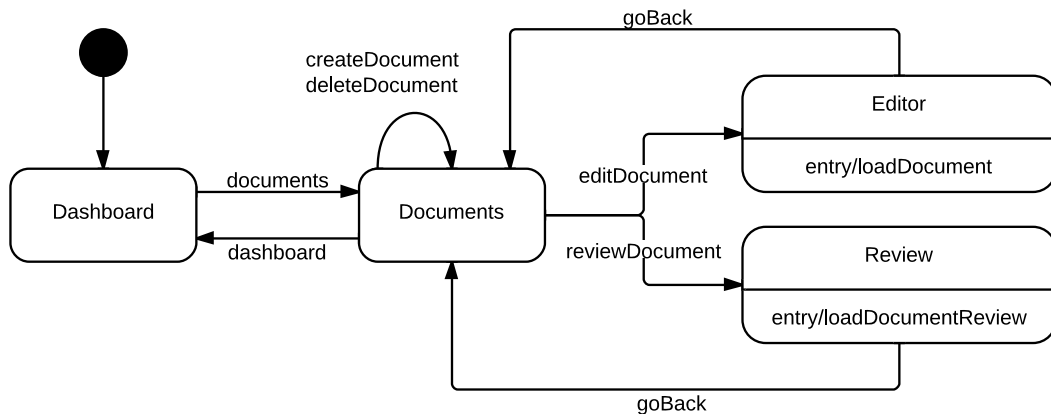 goBack
createDocument
deleteDocument
Editor
entry/loadDocument
documents
editDocument
Dashboard
Documents
dashboard
reviewDocument
Review
entry/loadDocumentReview
goBack